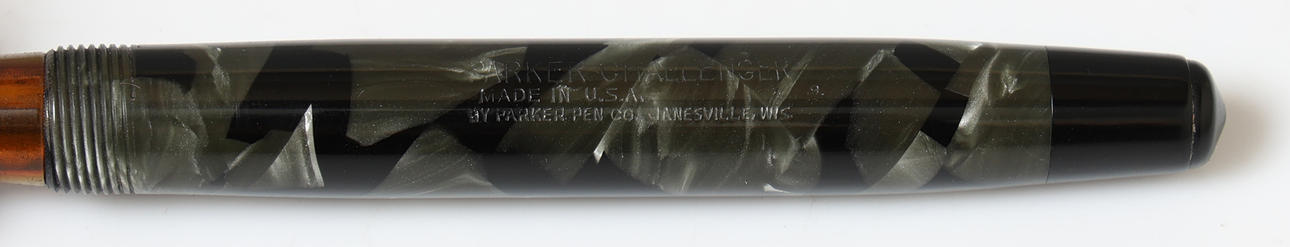 PARKER CHALLENGER
MADE IN U.S.A.
BY PARKER PEN CO. JANESVILLE, WIS.